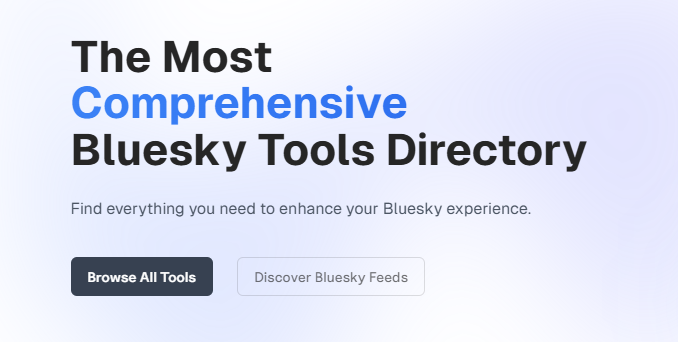 The Most
Comprehensive
Bluesky Tools Directory
Find everything you need to enhance your Bluesky experience.
Browse All Tools
Discover Bluesky Feeds